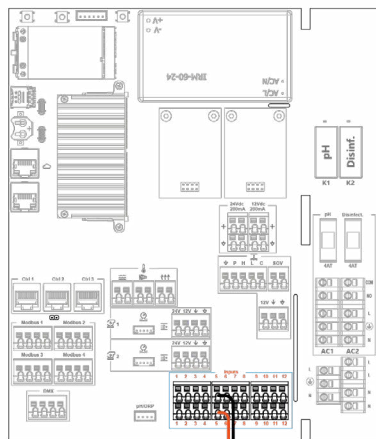 V+
V-
IRM-60-24
AC/N
AC/L
pH
Disinf.
K1 K2
24Vdc 12Vdc
200mA 200mA
pH Disinfect.
4AT 4AT
P H L C XOV
Ctrl 1 Ctrl 2 Ctrl 3
12V
COM
NO
L
N
AC1 AC2
Modbus 1 Modbus 2
1
24V 12V
Modbus 3 Modbus 4
2
24V 12V
L L
N N
DMX
pH/ORP
Inputs
1 2 3 4 5 6 7 8 9 10 11 12
1 2 3 4 5 6 7 8 9 10 11 12